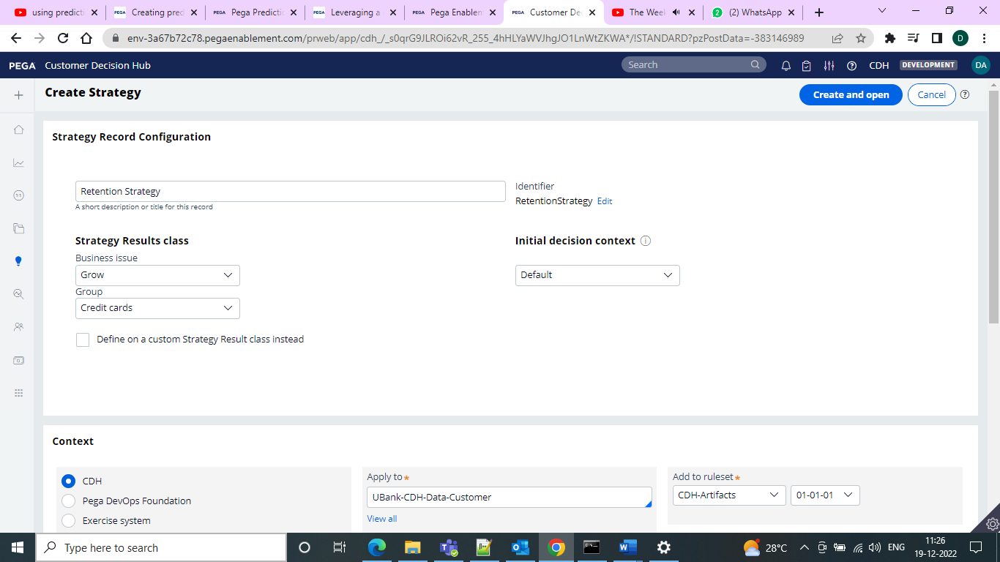 using predicti
Creating pred
Pega Predictio
Leveraging a
Pega Enablem
Customer Dec
The Week
(2) WhatsApp
env-3a67b72c78.pegaenablement.com/prweb/app/cdh_/_s0qrG9JLROi62vR_255_4hHLYaWVJhgJO1LnWtZKWA*/!STANDARD?pzPostData=-383146989
D
PEGA Customer Decision Hub
Search
CDH
DEVELOPMENT
DA
Create Strategy
Create and open
Cancel
Strategy Record Configuration
Retention Strategy
A short description or title for this record
Identifier
RetentionStrategy Edit
Strategy Results class
Business issue
Grow
Group
Credit cards
Define on a custom Strategy Result class instead
Initial decision context
Default
Context
CDH
Pega DevOps Foundation
Exercise system
Apply to *
UBank-CDH-Data-Customer
View all
Add to ruleset *
CDH-Artifacts
01-01-01
Type here to search
28°C
ENG
11:26
19-12-2022